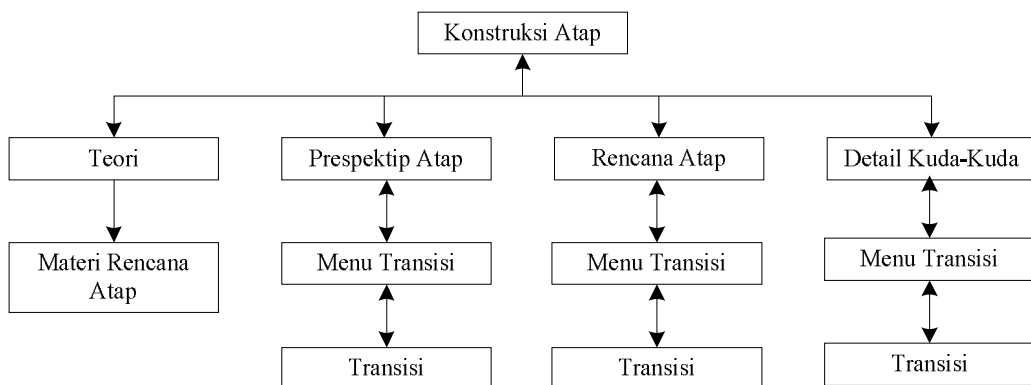 Konstruksi Atap
Teori
Prespektip Atap
Rencana Atap
Detail Kuda-Kuda
Materi Rencana
Atap
Menu Transisi
Menu Transisi
Menu Transisi
Transisi
Transisi
Transisi